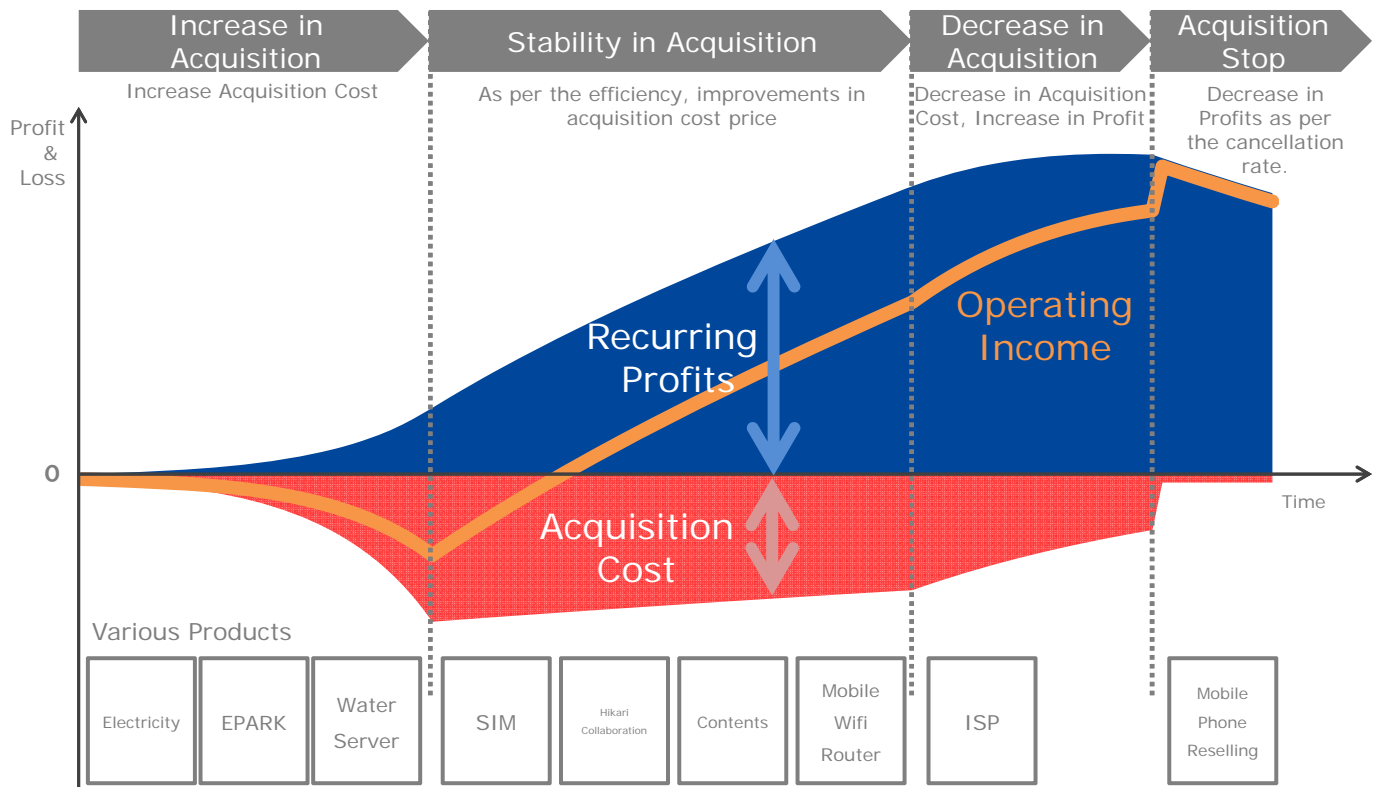 Increase in
Acquisition
Stability in Acquisition
Decrease in
Acquisition
Acquisition
Stop
Increase Acquisition Cost
As per the efficiency, improvements in
acquisition cost price
Decrease in Acquisition
Cost, Increase in Profit
Decrease in
Profits as per
the cancellation
rate.
Profit
&
Loss
Recurring
Profits
Operating
Income
0
Time
Acquisition
Cost
Various Products
Electricity
EPARK
Water
Server
SIM
Hikari
Collaboration
Contents
Mobile
Wifi
Router
ISP
Mobile
Phone
Reselling